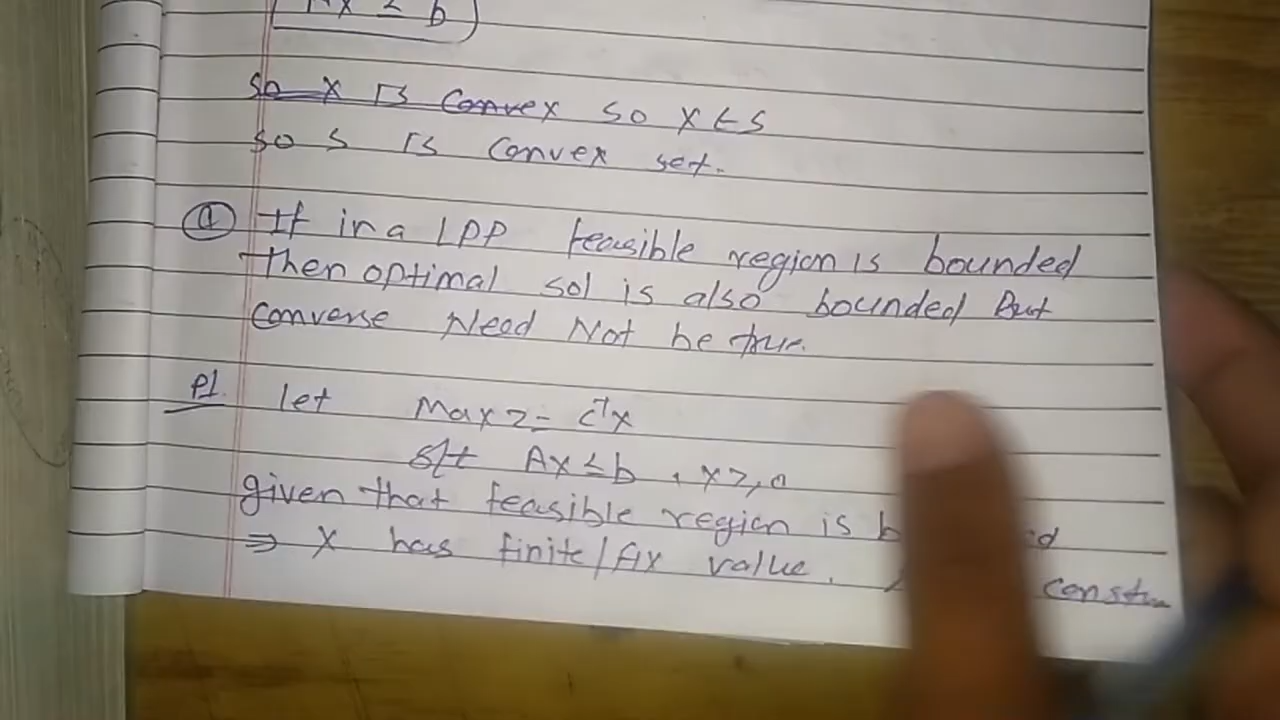 Ax ≤ b
so X is convex so X ∈ S
so S is convex set.
Q If in a LPP feasible region is bounded
then optimal sol is also bounded But
converse Need Not be true.
Pf. let Max Z = cᵀx
s/t Ax ≤ b , x ≥, 0
given that feasible region is
⇒ X has finite/fix value.